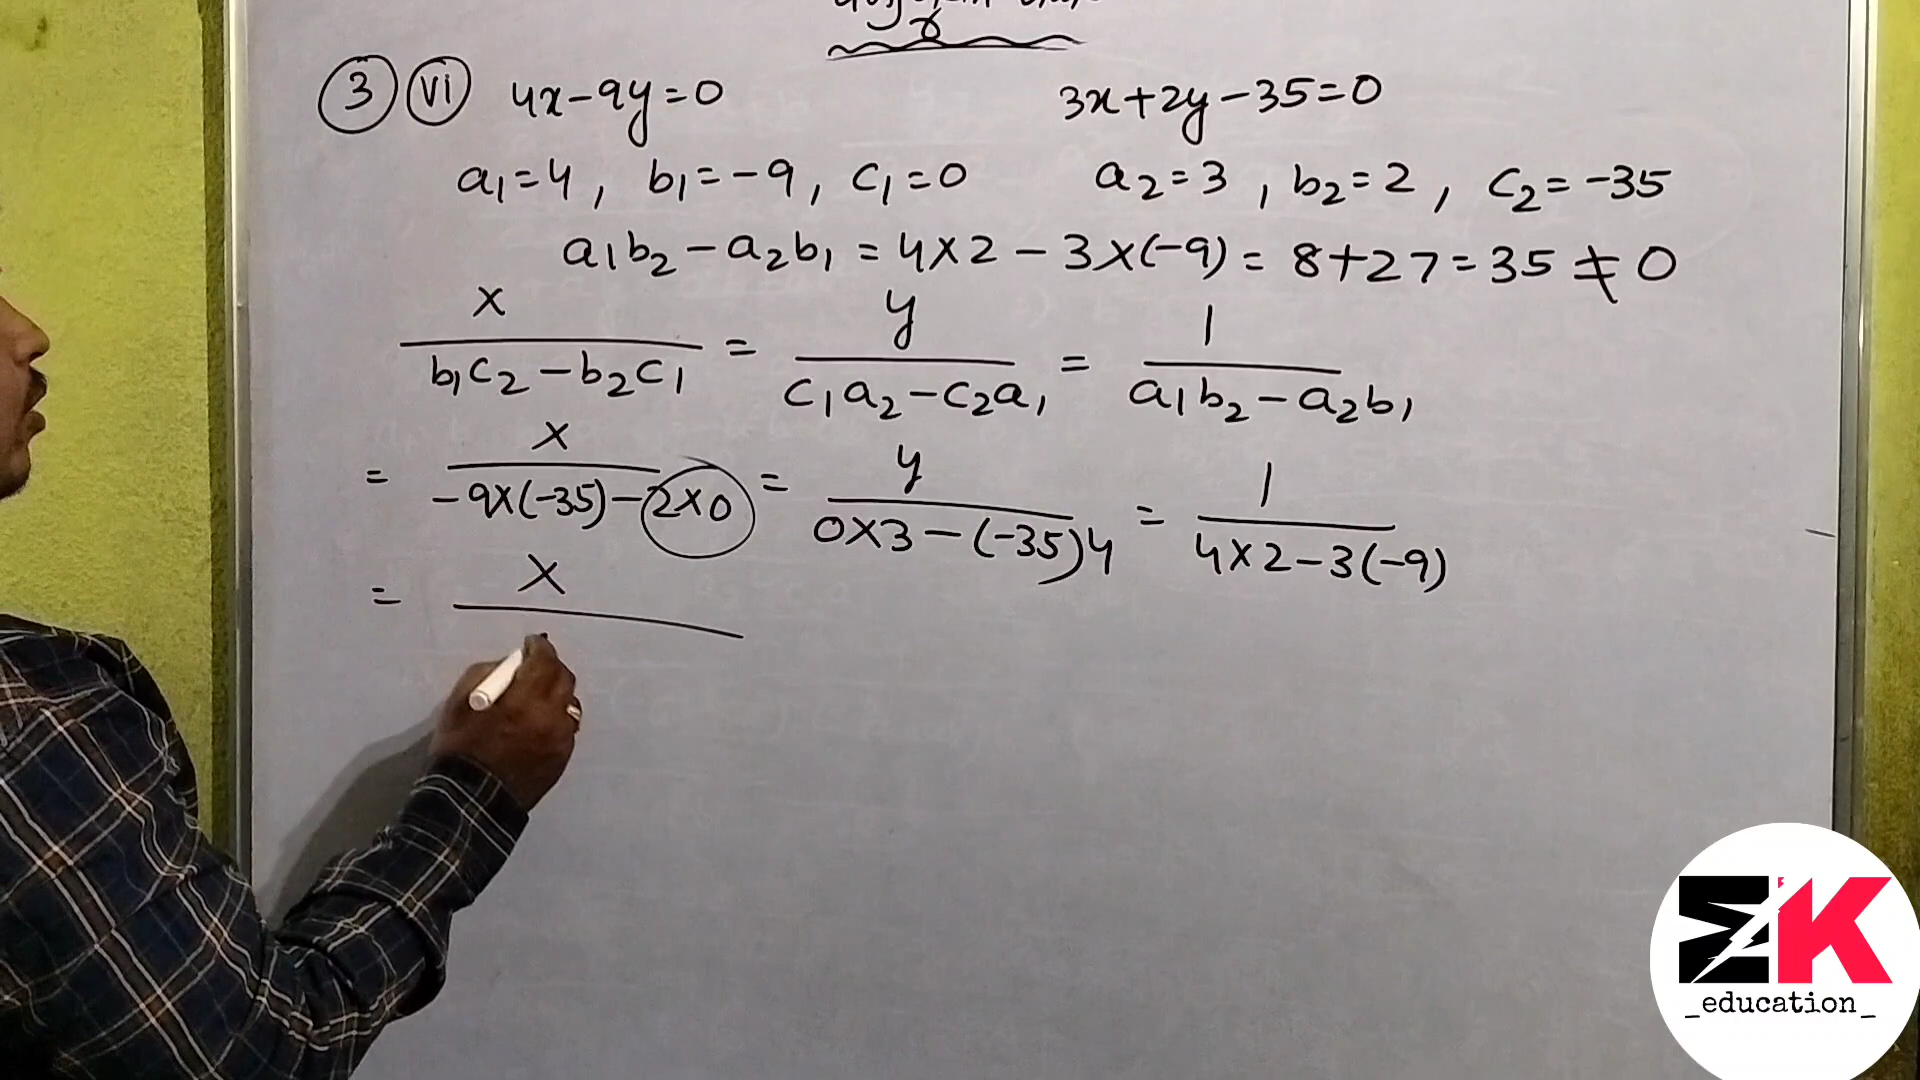 3 vi 4x-9y=0 3x+2y-35=0
a1=4, b1=-9, c1=0 a2=3, b2=2, c2=-35
a1b2-a2b1 = 4×2-3×(-9) = 8+27=35≠0
x y 1
b1c2-b2c1 = c1a2-c2a1 = a1b2-a2b1
x y 1
= -9×(-35)-2×0 = 0×3-(-35)4 = 4×2-3(-9)
= x
ΣK
_education_